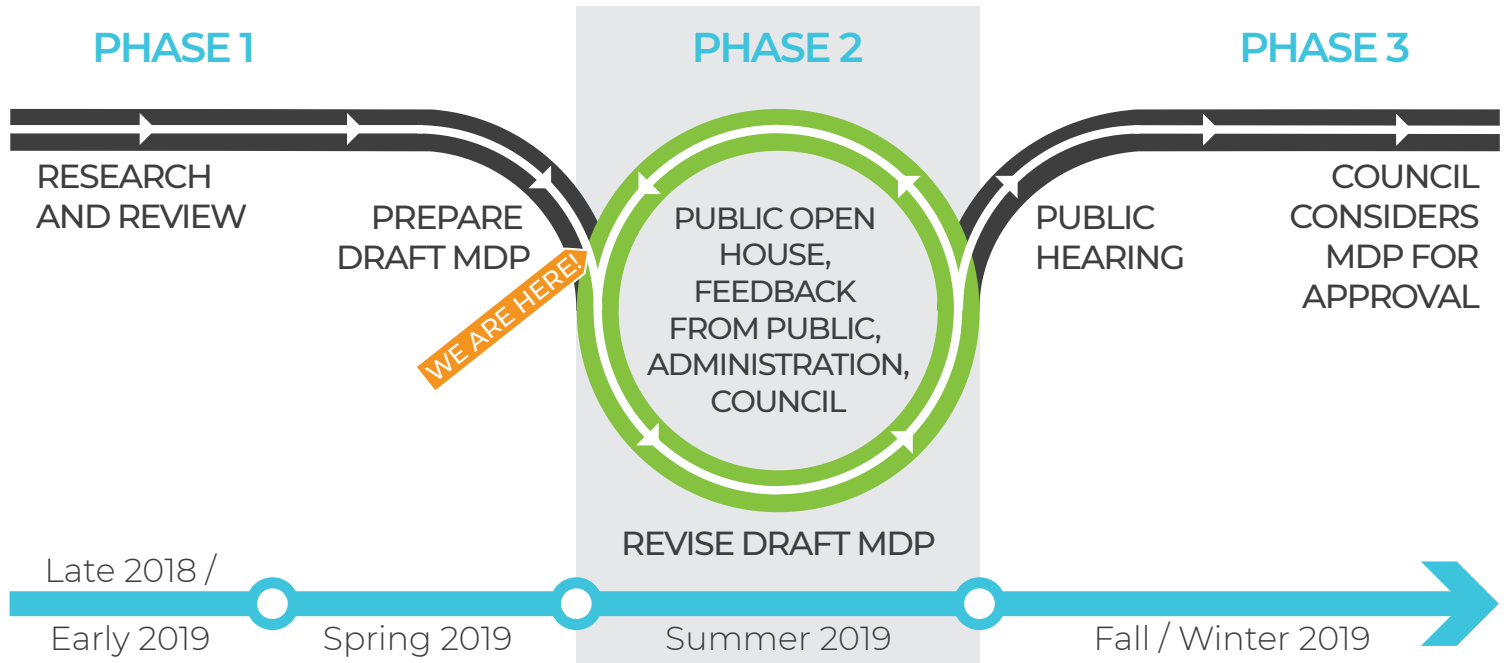 PHASE 1
PHASE 2
PHASE 3
RESEARCH
AND REVIEW
PREPARE
DRAFT MDP
WE ARE HERE!
PUBLIC OPEN
HOUSE,
FEEDBACK
FROM PUBLIC,
ADMINISTRATION,
COUNCIL
REVISE DRAFT MDP
PUBLIC
HEARING
COUNCIL
CONSIDERS
MDP FOR
APPROVAL
Late 2018 /
Early 2019
Spring 2019
Summer 2019
Fall / Winter 2019